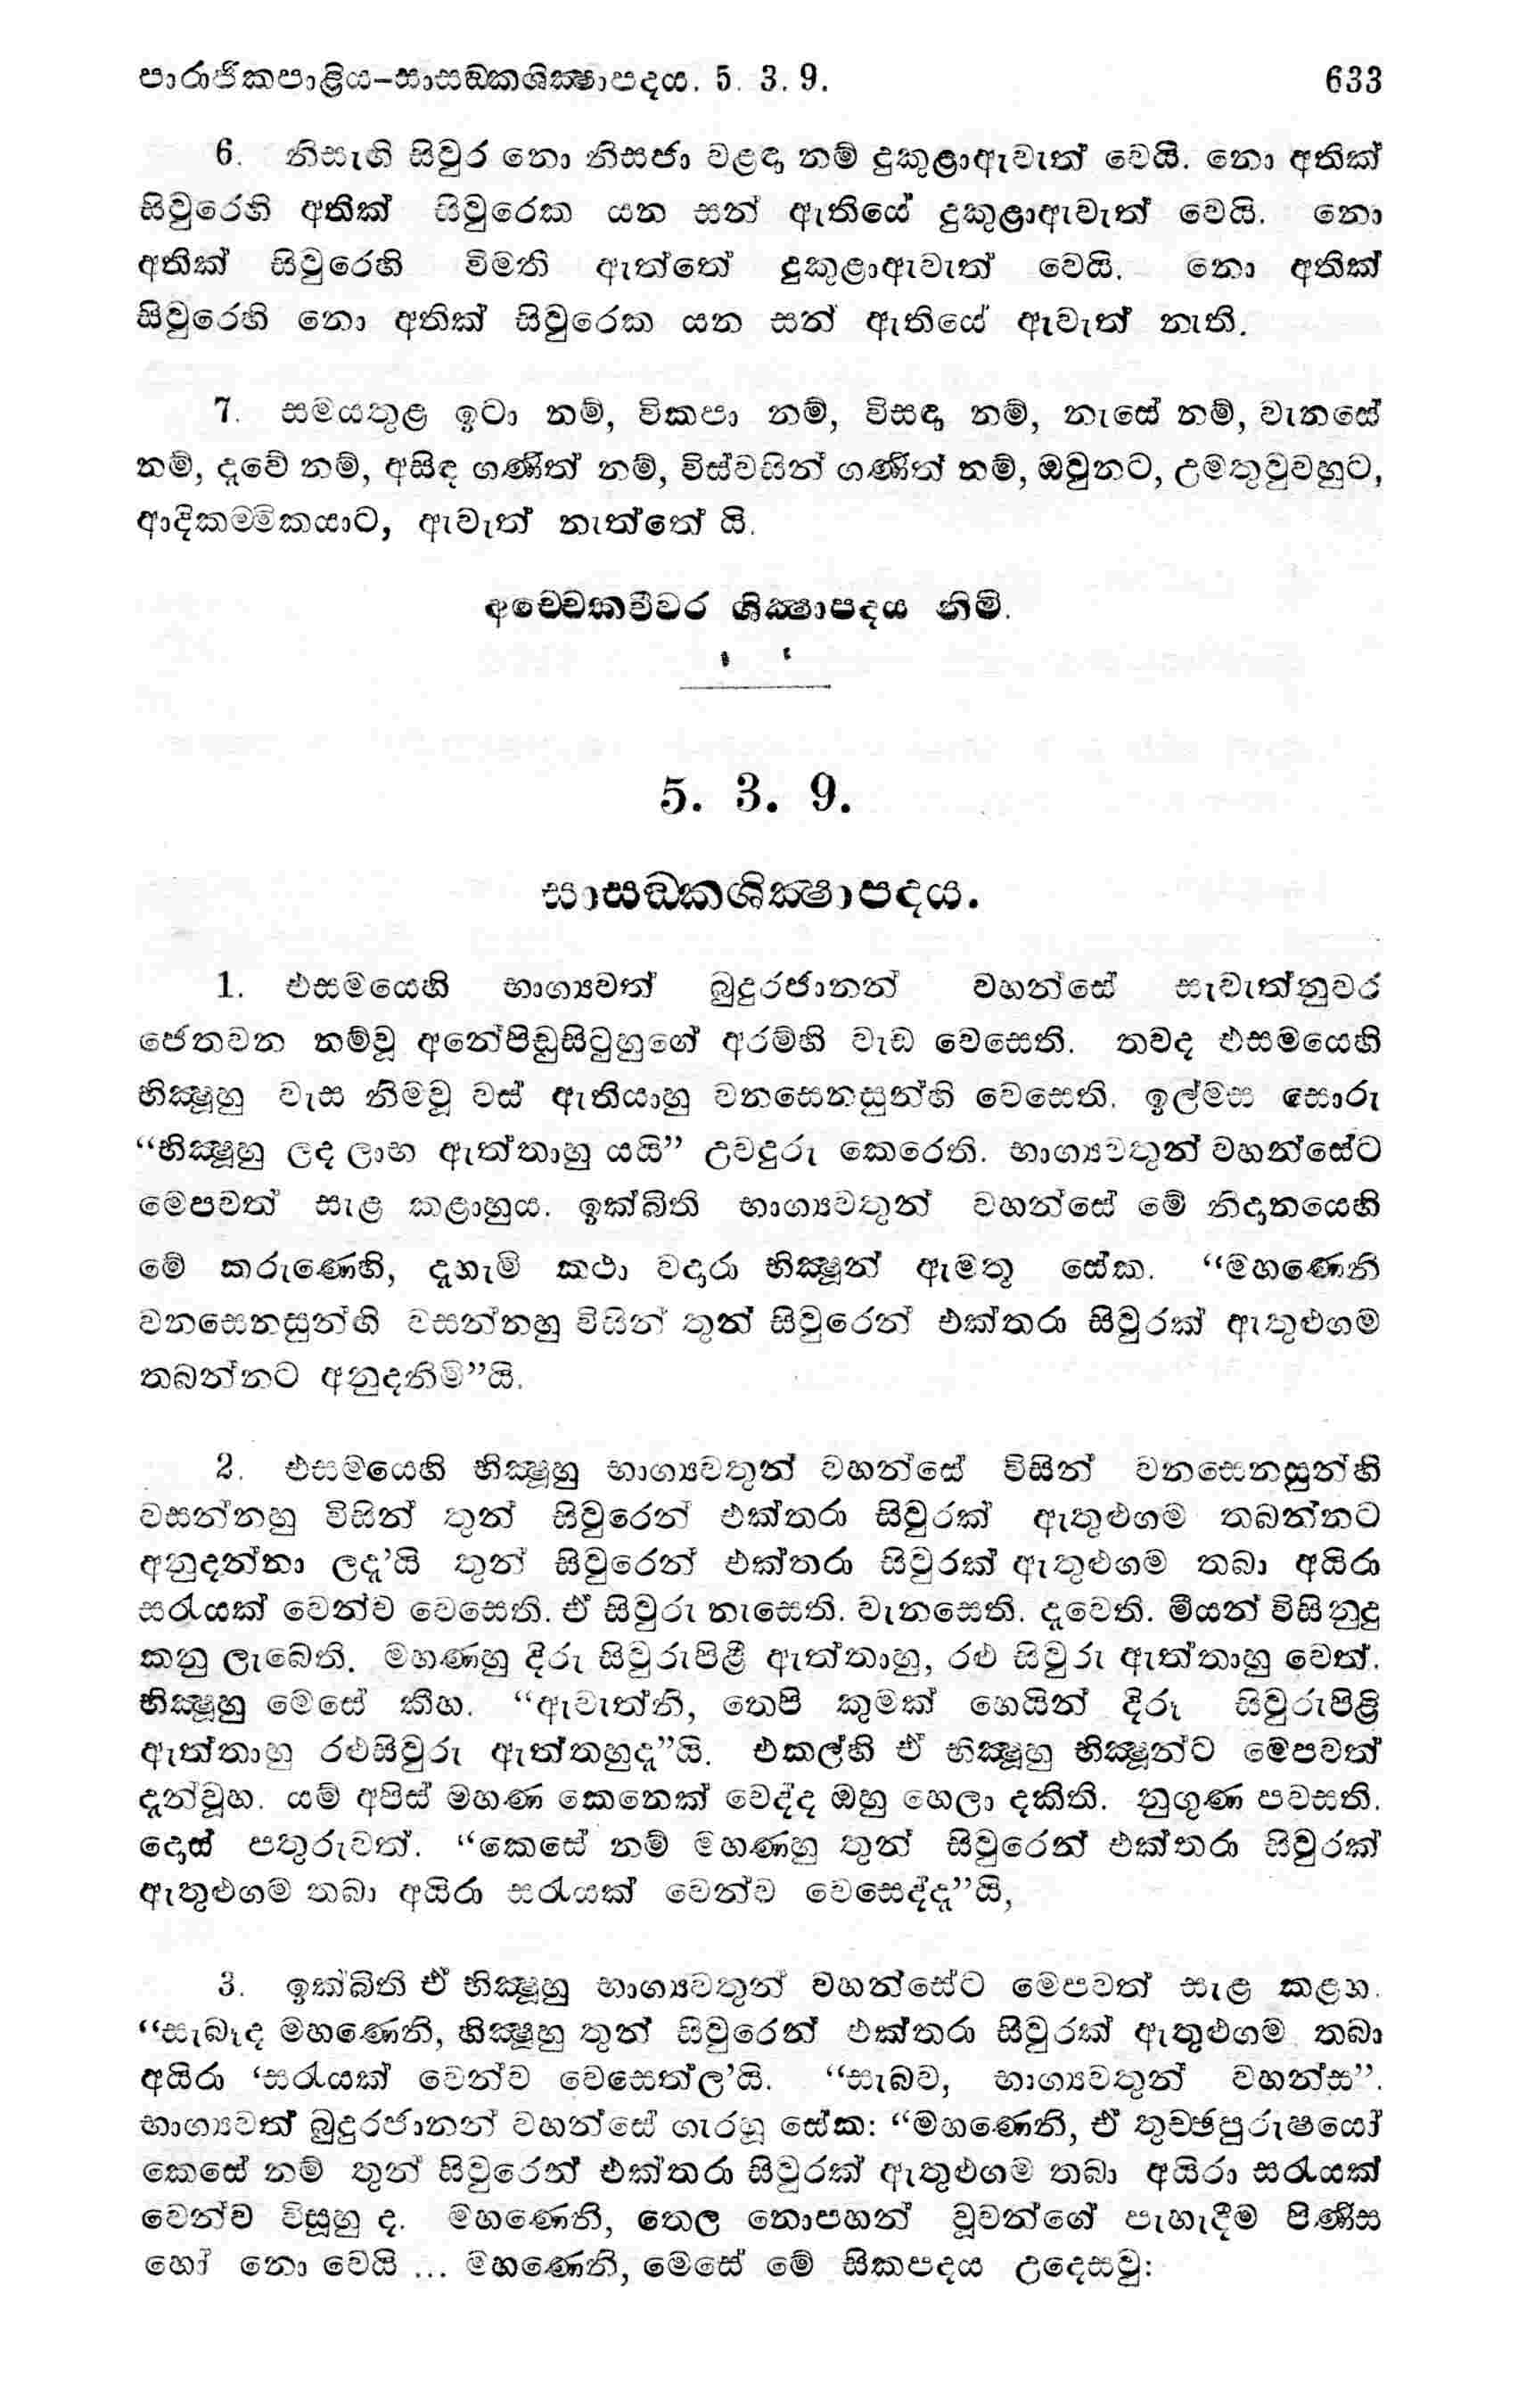 පාරාජිකපාළිය–සාසඞ්කශික්ෂාපදය. 5. 3. 9. 633
6. නිසැඟි සිවුර නො නිසජා වළඳා නම් දුකුළාඇවැත් වෙයි. නො අතික්
සිවුරෙහි අතික් සිවුරෙක යන සන් ඇතියේ දුකුළාඇවැත් වෙයි. නො
අතික් සිවුරෙහි විමති ඇත්තේ දුකුළාඇවැත් වෙයි. නො අතික්
සිවුරෙහි නො අතික් සිවුරෙක යන සන් ඇතියේ ඇවැත් නැති.
7. සමයතුළ ඉටා නම්, විකපා නම්, විසඳා නම්, නැසේ නම්, වැනසේ
නම්, දැවේ නම්, අසිඳ ගණිත් නම්, විස්වසින් ගණිත් නම්, ඔවුනට, උමතුවූවහුට,
ආදිකම්මිකයාට, ඇවැත් නැත්තේ යි.
අච්චෙකචීවර ශික්ෂාපදය නිමි.
5. 3. 9.
සාසඞ්කශික්ෂාපදය.
1. එසමයෙහි භාග්‍යවත් බුදුරජානන් වහන්සේ සැවැත්නුවර
ජෙතවන නම්වූ අනේපිඬුසිටුහුගේ අරම්හි වැඩ වෙසෙති. තවද එසමයෙහි
භික්ෂූහු වැස නිමවූ වස් ඇතියාහු වනසෙනසුන්හි වෙසෙති. ඉල්මස සොරු
“භික්ෂූහු ලද ලාභ ඇත්තාහු යයි” උවදුරු කෙරෙති. භාග්‍යවතුන් වහන්සේට
මෙපවත් සැළ කළාහුය. ඉක්බිති භාග්‍යවතුන් වහන්සේ මේ නිදානයෙහි
මේ කරුණෙහි, දැහැමි කථා වදාරා භික්ෂූන් ඇමතූ සේක. “මහණෙනි
වනසෙනසුන්හි වසන්නහු විසින් තුන් සිවුරෙන් එක්තරා සිවුරක් ඇතුළුගම
තබන්නට අනුදනිමි”යි.
2. එසමයෙහි භික්ෂූහු භාග්‍යවතුන් වහන්සේ විසින් වනසෙනසුන්හි
වසන්නහු විසින් තුන් සිවුරෙන් එක්තරා සිවුරක් ඇතුළුගම තබන්නට
අනුදන්නා ලදැ’යි තුන් සිවුරෙන් එක්තරා සිවුරක් ඇතුළුගම තබා අයිරා
සරැයක් වෙන්ව වෙසෙති. ඒ සිවුරු නැසෙති. වැනසෙති. දැවෙති. මීයන් විසිනුදු
කනු ලැබෙති. මහණහු දිරූ සිවුරුපිළී ඇත්තාහු, රළු සිවුරු ඇත්තාහු වෙත්.
භික්ෂූහු මෙසේ කීහ. “ඇවැත්නි, තෙපි කුමක් හෙයින් දිරූ සිවුරුපිළි
ඇත්තාහු රළුසිවුරු ඇත්තහුදැ”යි. එකල්හි ඒ භික්ෂූහු භික්ෂූන්ට මෙපවත්
දැන්වූහ. යම් අපිස් මහණ කෙනෙක් වෙද්ද ඔහු හෙලා දකිති. නුගුණ පවසති.
දොස් පතුරුවත්. “කෙසේ නම් මහණහු තුන් සිවුරෙන් එක්තරා සිවුරක්
ඇතුළුගම තබා අයිරා සරැයක් වෙන්ව වෙසෙද්දැ”යි,
3. ඉක්බිති ඒ භික්ෂූහු භාග්‍යවතුන් වහන්සේට මෙපවත් සැළ කළහ.
“සැබෑද මහණෙනි, භික්ෂූහු තුන් සිවුරෙන් එක්තරා සිවුරක් ඇතුළුගම තබා
අයිරා ‘සරැයක් වෙන්ව වෙසෙත්ල’යි. “සැබව, භාග්‍යවතුන් වහන්ස”.
භාග්‍යවත් බුදුරජානන් වහන්සේ ගැරහූ සේක: “මහණෙනි, ඒ තුච්ඡපුරුෂයෝ
කෙසේ නම් තුන් සිවුරෙන් එක්තරා සිවුරක් ඇතුළුගම තබා අයිරා සරැයක්
වෙන්ව විසූහු ද. මහණෙනි, තෙල නොපහන් වූවන්ගේ පැහැදීම පිණිස
හෝ නො වෙයි ... මහණෙනි, මෙසේ මේ සිකපදය උදෙසවු: